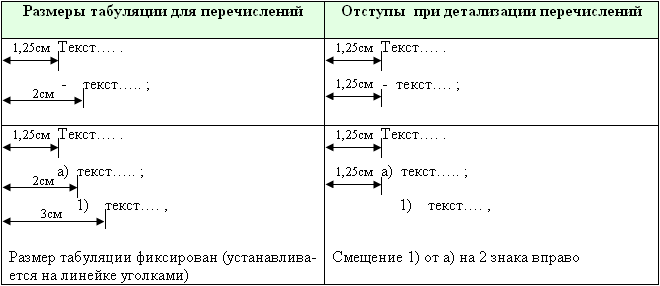 Размеры табуляции для перечислений
Отступы при детализации перечислений
1,25см Текст…. .
- текст….. ;
2см
1,25см Текст…. .
1,25см - текст…. ;
1,25см Текст…. .
а) текст….. ;
2см
1) текст…. ,
3см
Размер табуляции фиксирован (устанавлива-
ется на линейке уголками)
1,25см Текст…. .
1,25см а) текст….. ;
1) текст…. ,
Смещение 1) от а) на 2 знака вправо